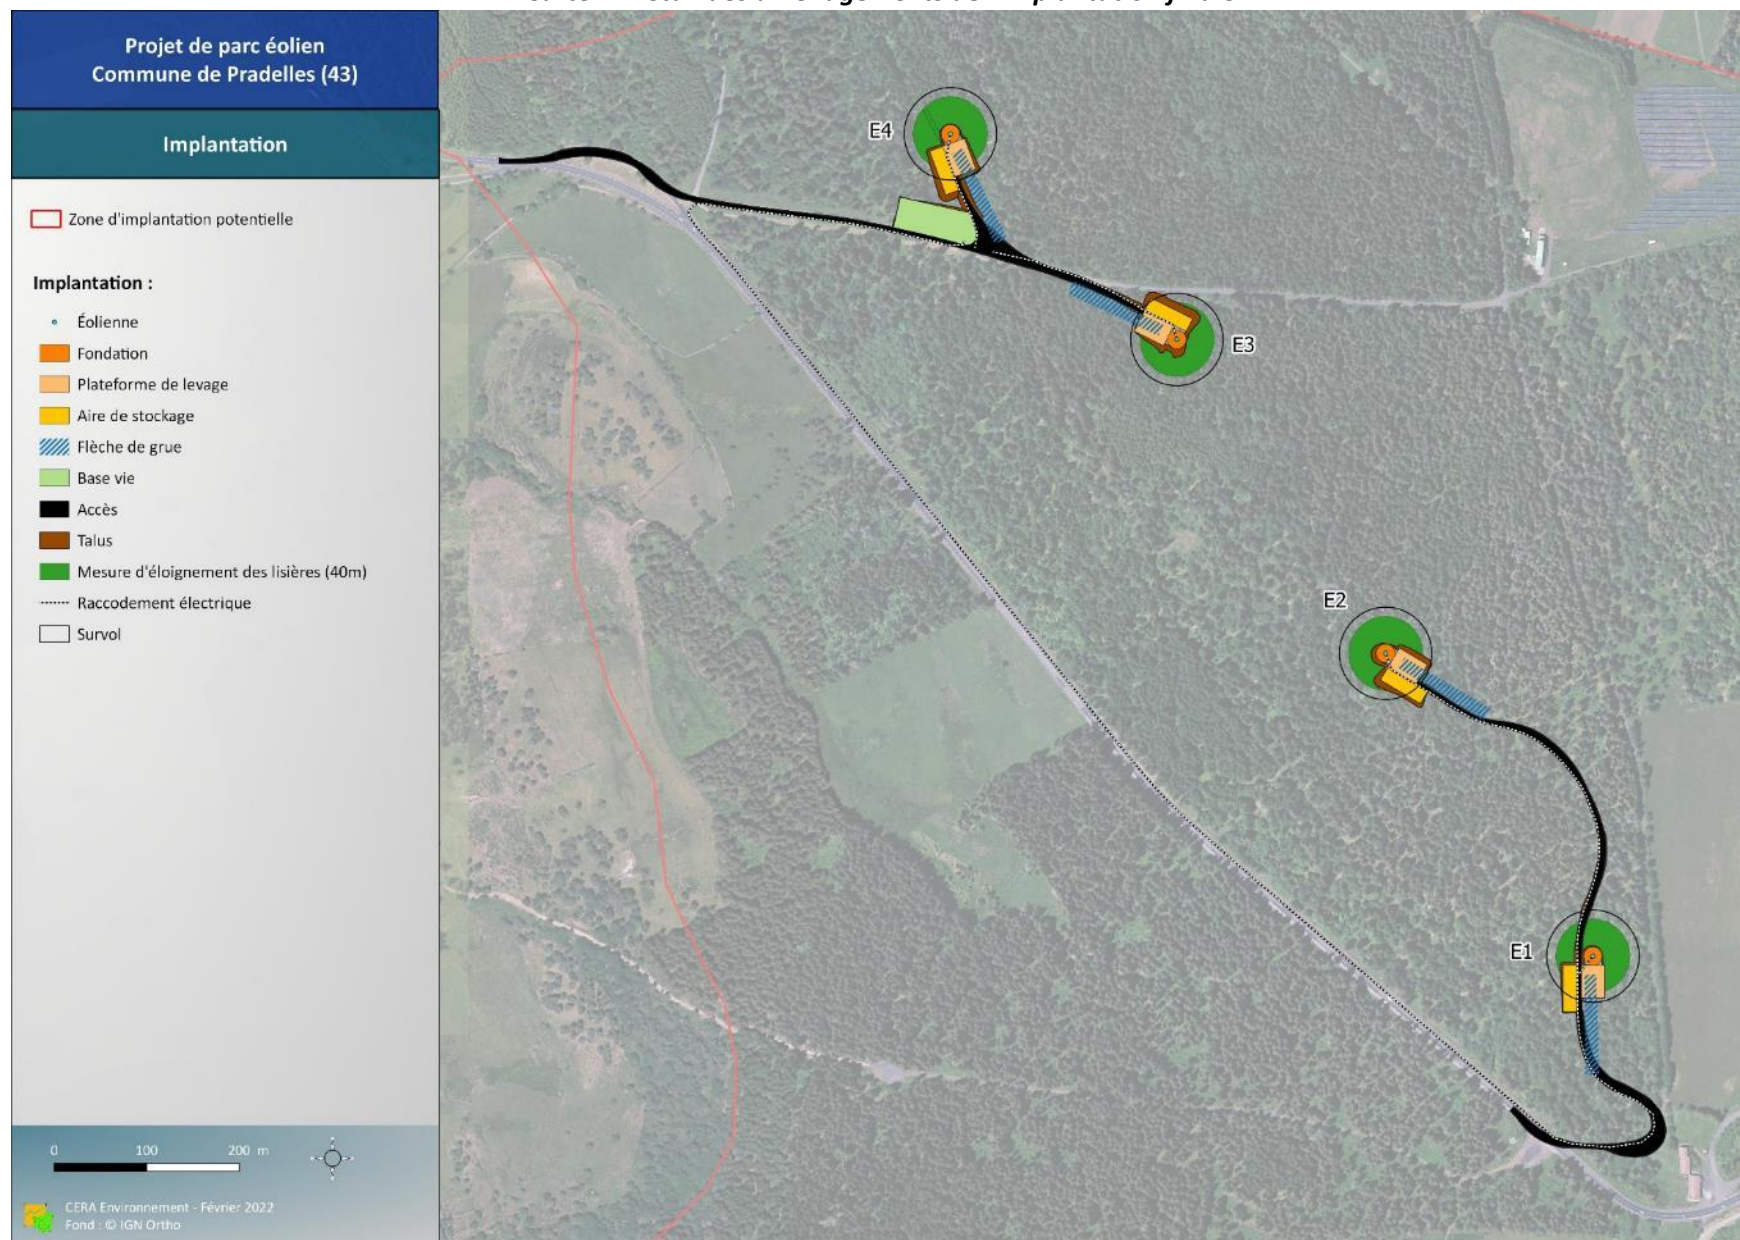 Projet de parc éolien
Commune de Pradelles (43)
Implantation
Zone d'implantation potentielle
Implantation :
Éolienne
Fondation
Plateforme de levage
Aire de stockage
Flèche de grue
Base vie
Accès
Talus
Mesure d'éloignement des lisières (40m)
Raccodement électrique
Survol
0 100 200 m
CERA Environnement - Février 2022
Fond : © IGN Ortho
E4
E3
E2
E1